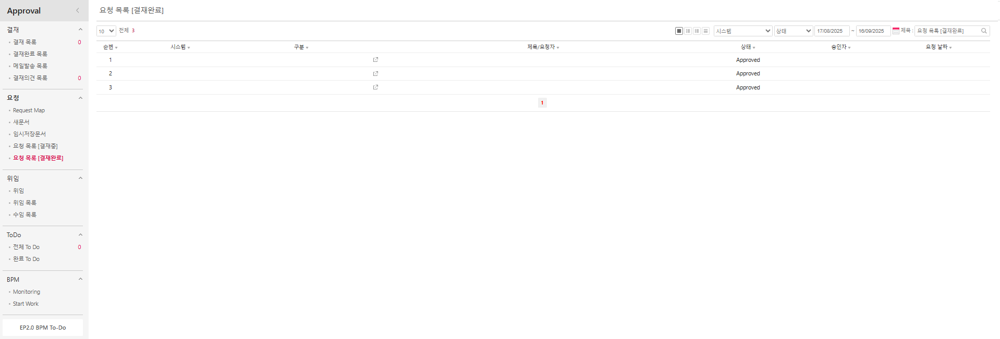 Approval
결재
결재 목록 0
결재완료 목록
메일발송 목록
결재의견 목록 0
요청
Request Map
새문서
임시저장문서
요청 목록 [결재중]
요청 목록 [결재완료]
위임
위임
위임 목록
수임 목록
ToDo
전체 To Do 0
완료 To Do
BPM
Monitoring
Start Work
EP2.0 BPM To-Do
요청 목록 [결재완료]
10 전체 3
시스템 상태 17/08/2025 ~ 16/09/2025 제목 : 요청 목록 [결재완료]
순번 시스템 구분 제목/요청자 상태 승인자 요청 날짜
1 Approved
2 Approved
3 Approved
1